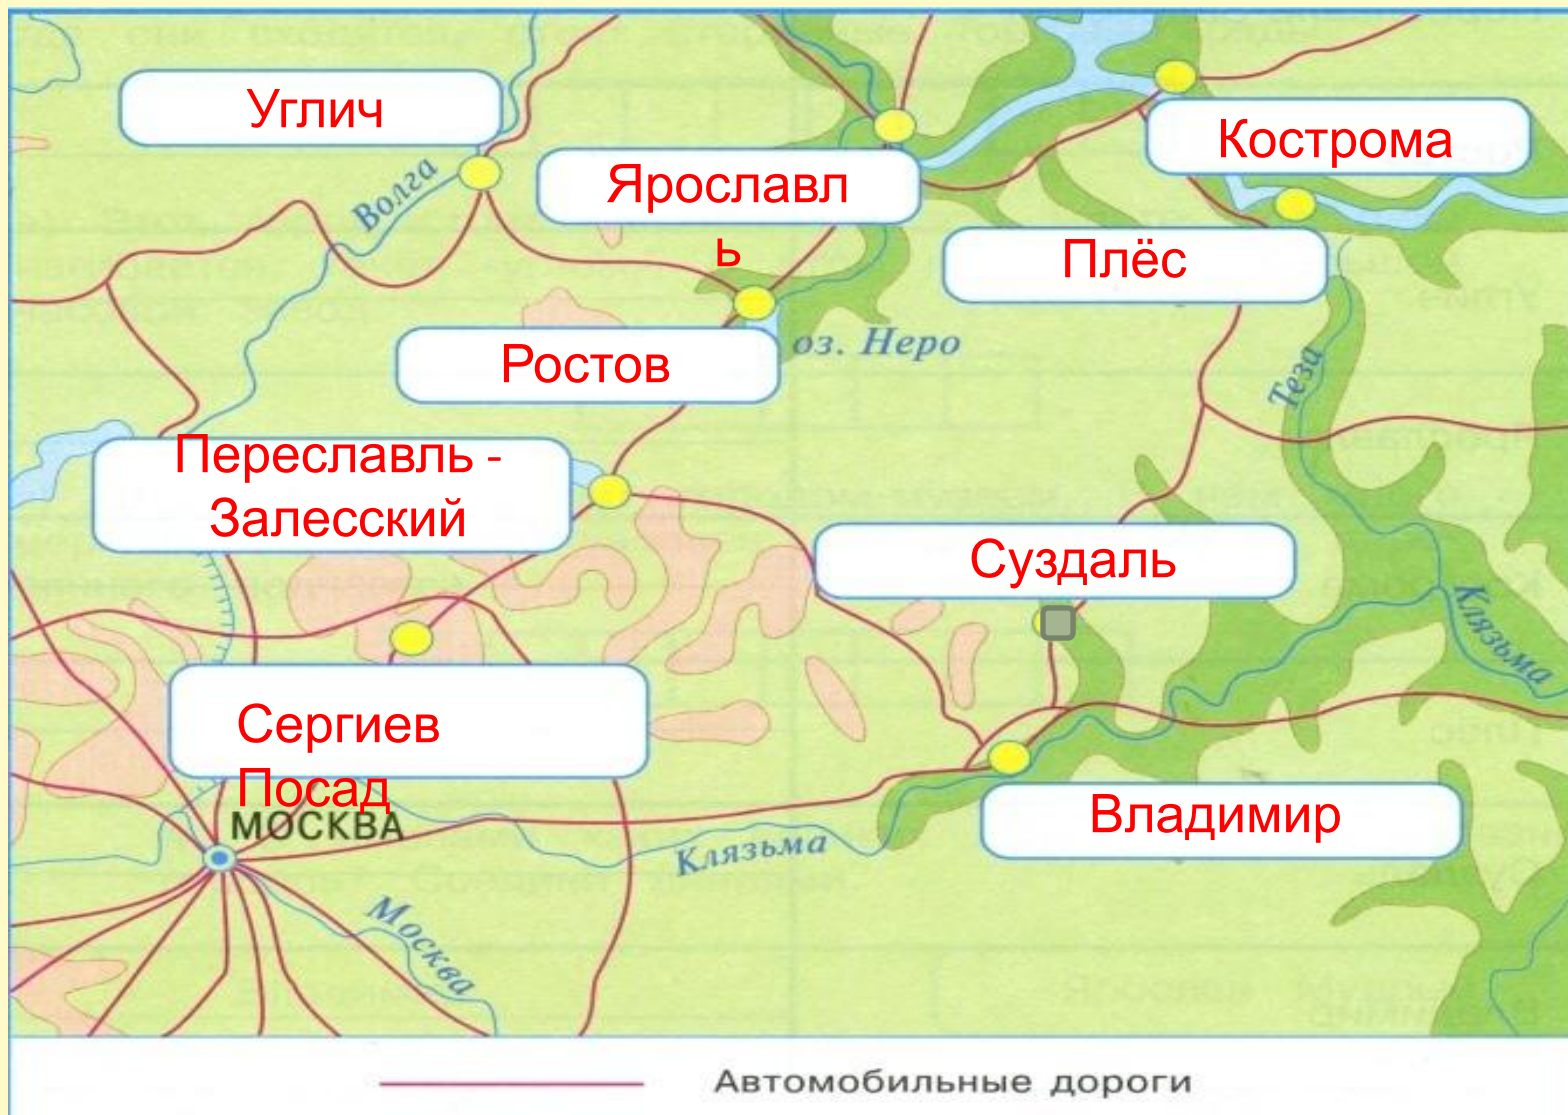 Углич
Кострома
Ярославл
ь
Волга
Плёс
Ростов
оз. Неро
Теза
Переславль -
Залесский
Суздаль
Клязьма
Сергиев
Посад
МОСКВА
Владимир
Клязьма
Москва
Автомобильные дороги